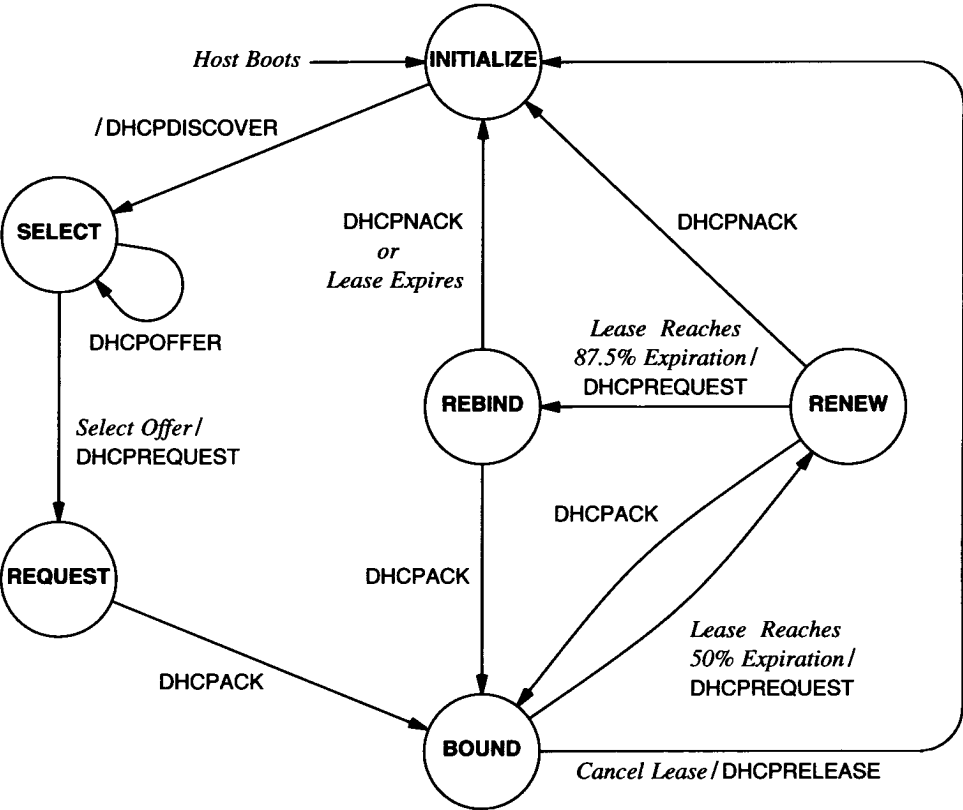 Host Boots
INITIALIZE
/DHCPDISCOVER
SELECT
DHCPOFFER
DHCPNACK
or
Lease Expires
DHCPNACK
Lease Reaches
87.5% Expiration/
DHCPREQUEST
REBIND
RENEW
Select Offer/
DHCPREQUEST
DHCPACK
DHCPACK
REQUEST
Lease Reaches
50% Expiration/
DHCPREQUEST
DHCPACK
BOUND
Cancel Lease/DHCPRELEASE